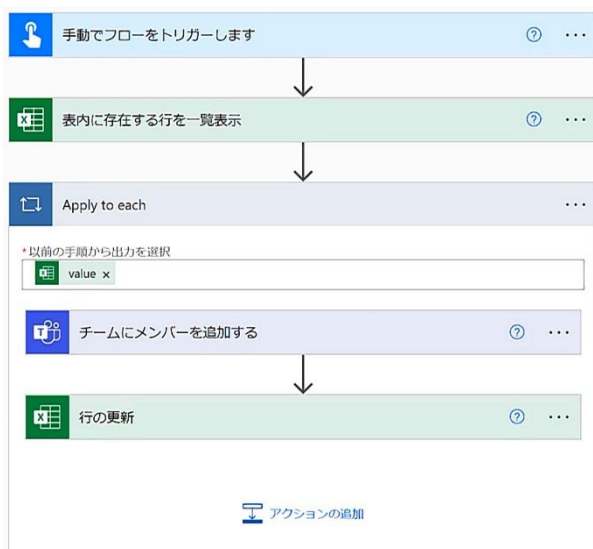 手動でフローをトリガーします
表内に存在する行を一覧表示
Apply to each
*以前の手順から出力を選択
value ×
チームにメンバーを追加する
行の更新
アクションの追加